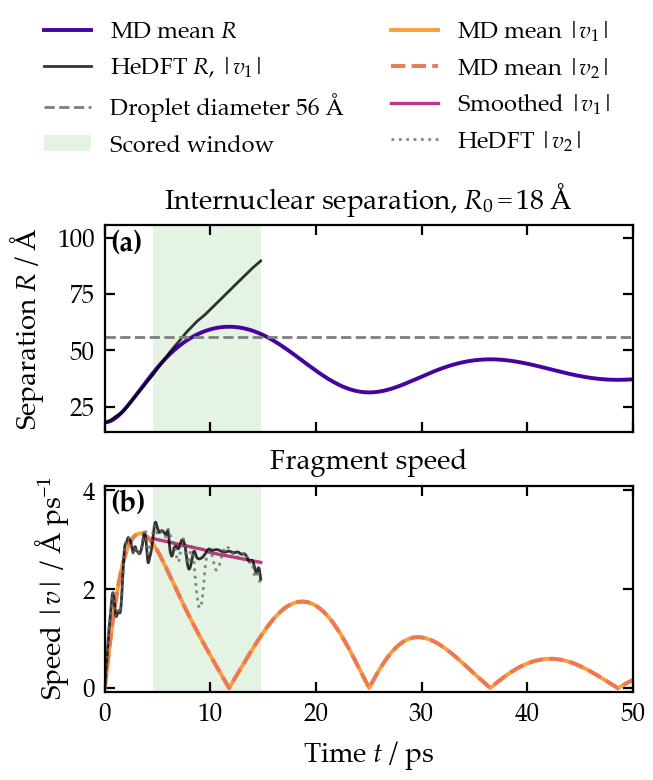 MD mean R
HeDFT R, |v₁|
Droplet diameter 56 Å
Scored window
MD mean |v₁|
MD mean |v₂|
Smoothed |v₁|
HeDFT |v₂|
Internuclear separation, R₀ = 18 Å
(a)
Separation R / Å
100
75
50
25
Fragment speed
(b)
Speed |v| / Å ps⁻¹
4
2
0
0 10 20 30 40 50
Time t / ps